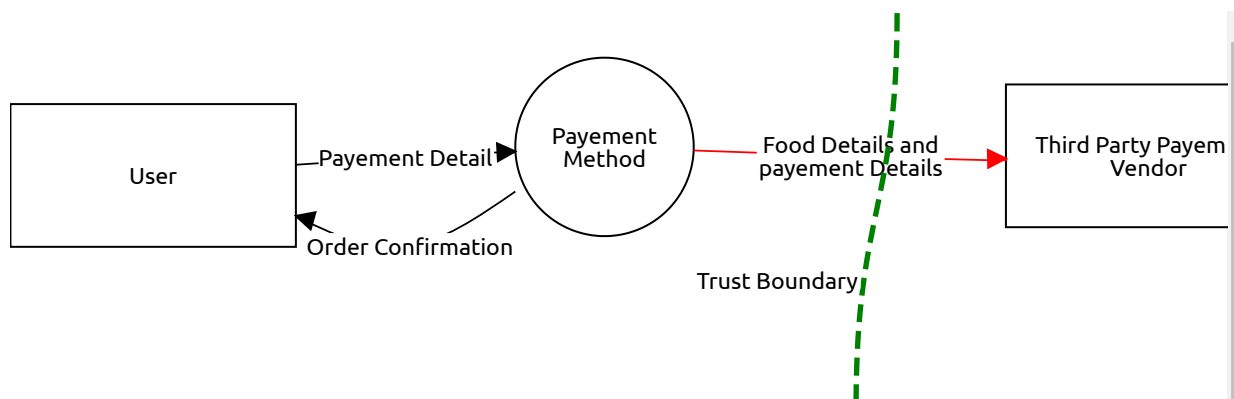 User
Payement Detail
Order Confirmation
Payement
Method
Food Details and
payement Details
Trust Boundary
Third Party Payem
Vendor